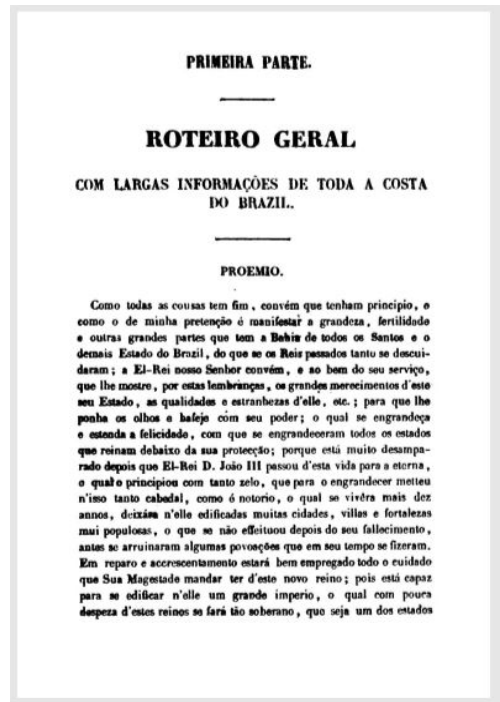 PRIMEIRA PARTE.
ROTEIRO GERAL
COM LARGAS INFORMAÇÕES DE TODA A COSTA
DO BRAZIL.
PROEMIO.
Como todas as cousas tem fim, convém que tenham principio, e
como o de minha pretenção é manifestar a grandeza, fertilidade
e outras grandes partes que tem a Bahia de todos os Santos e o
demais Estado do Brazil, do que se os Reis passados tanto se descui-
daram; a El-Rei nosso Senhor convém, e ao bem do seu serviço,
que lhe mostre, por estas lembranças, os grandes merecimentos d'este
seu Estado, as qualidades e estranhezas d'elle, etc.; para que lhe
ponha os olhos e bafeje com seu poder; o qual se engrandeça
e estenda a felicidade, com que se engrandeceram todos os estados
que reinam debaixo da sua protecção; porque está muito desampa-
rado depois que El-Rei D. João III passou d'esta vida para a eterna,
o qual o principiou com tanto zelo, que para o engrandecer metteu
n'isso tanto cabedal, como é notorio, o qual se vivêra mais dez
annos, deixára n'elle edificadas muitas cidades, villas e fortalezas
mui populosas, o que se não effeituou depois do seu fallecimento,
antes se arruinaram algumas povoações que em seu tempo se fizeram.
Em reparo e accrescentamento estará bem empregado todo o cuidado
que Sua Magestade mandar ter d'este novo reino; pois está capaz
para se edificar n'elle um grande imperio, o qual com pouca
despeza d'estes reinos se fará tão soberano, que seja um dos estados